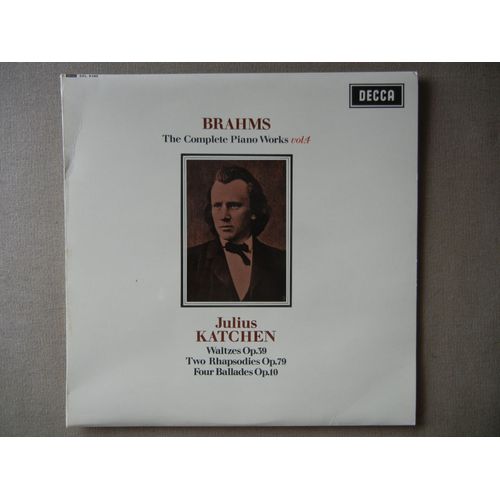 DECCA
BRAHMS
The Complete Piano Works vol:4
Julius
KATCHEN
Waltzes Op.39
Two Rhapsodies Op.79
Four Ballades Op.10